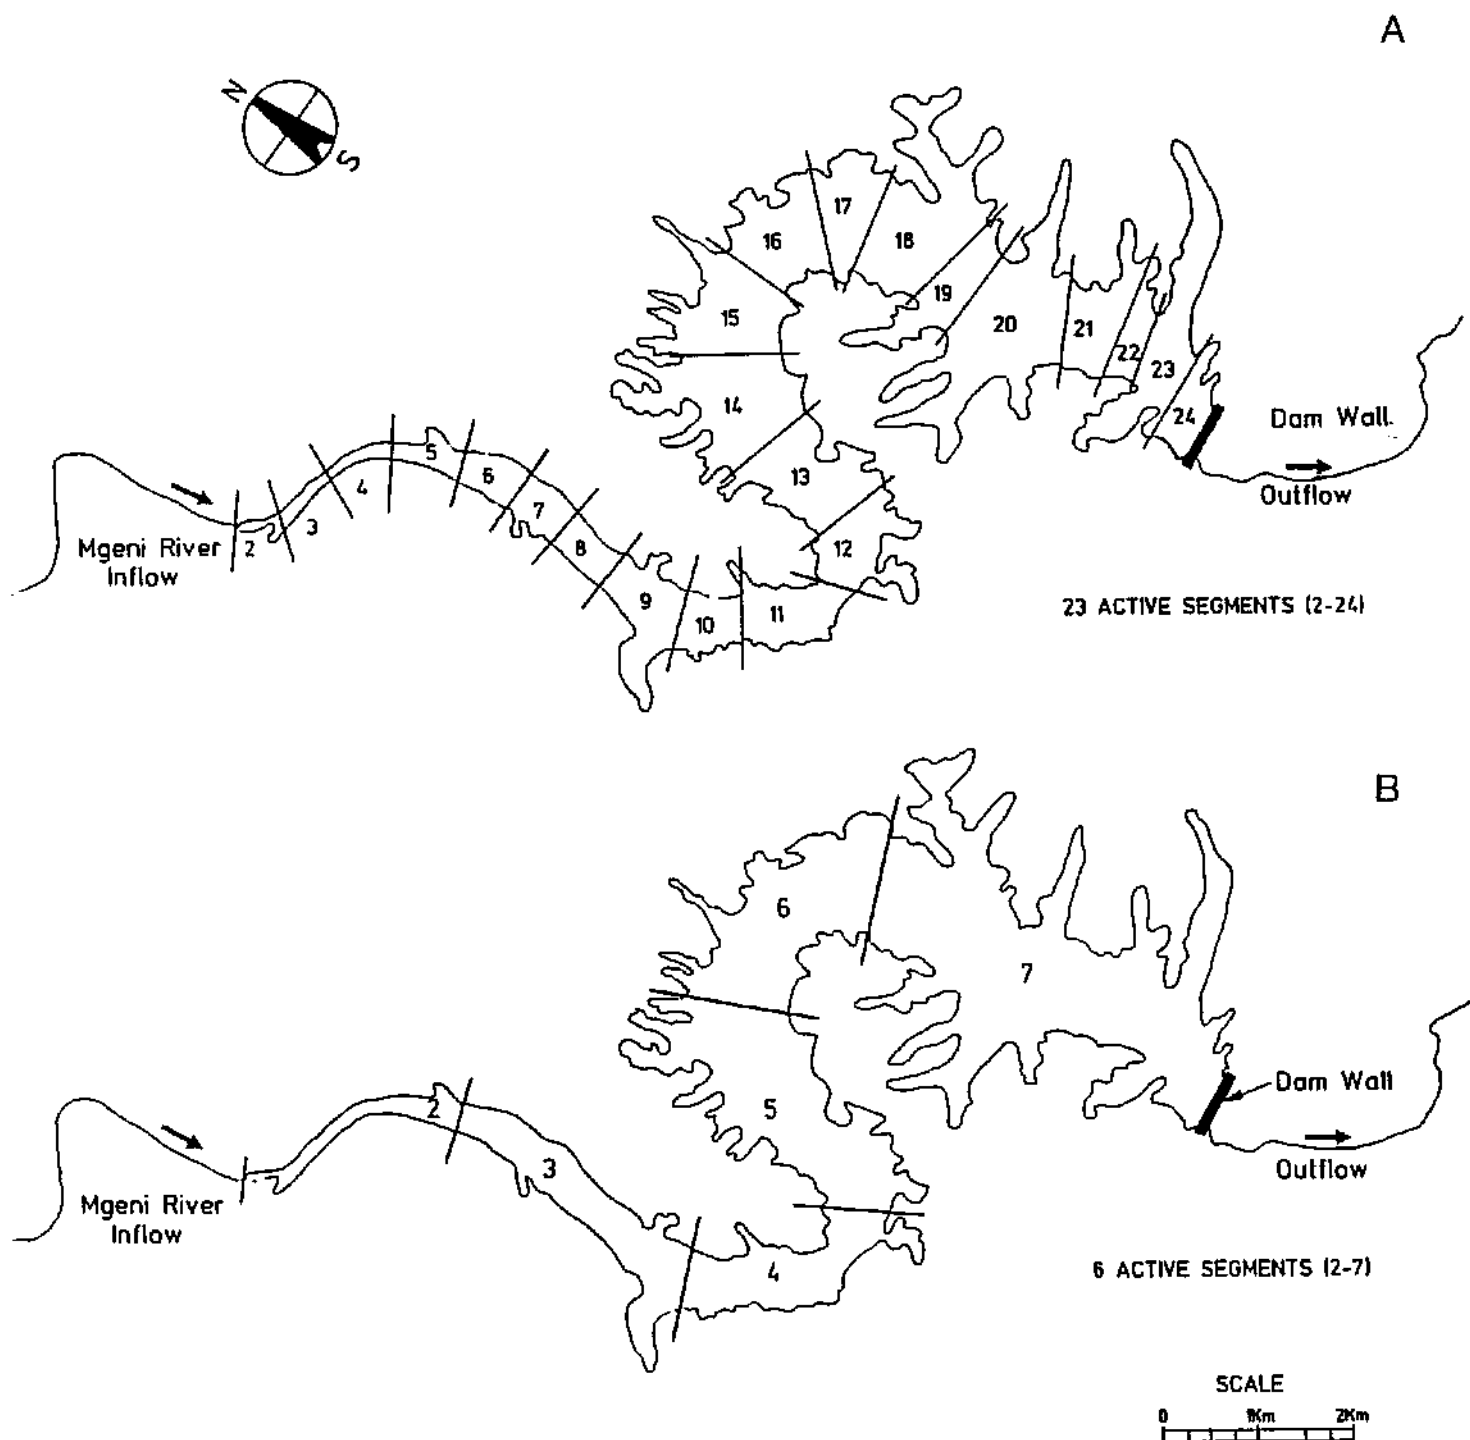 A
N
S
17
16
18
19
15
20
21
22
23
14
24
Dam Wall.
5
13
6
Outflow
4
7
3
12
Mgeni River
2
8
Inflow
9
23 ACTIVE SEGMENTS (2-24)
10
11
B
6
7
Dam Wall
2
5
3
Outflow
Mgeni River
Inflow
4
6 ACTIVE SEGMENTS (2-7)
SCALE
0 1Km 2Km